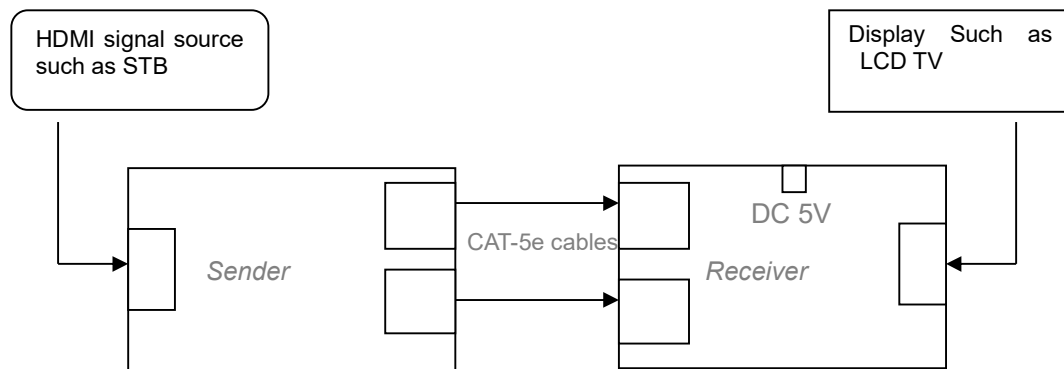 HDMI signal source
such as STB
Display Such as
LCD TV
DC 5V
CAT-5e cables
Sender
Receiver